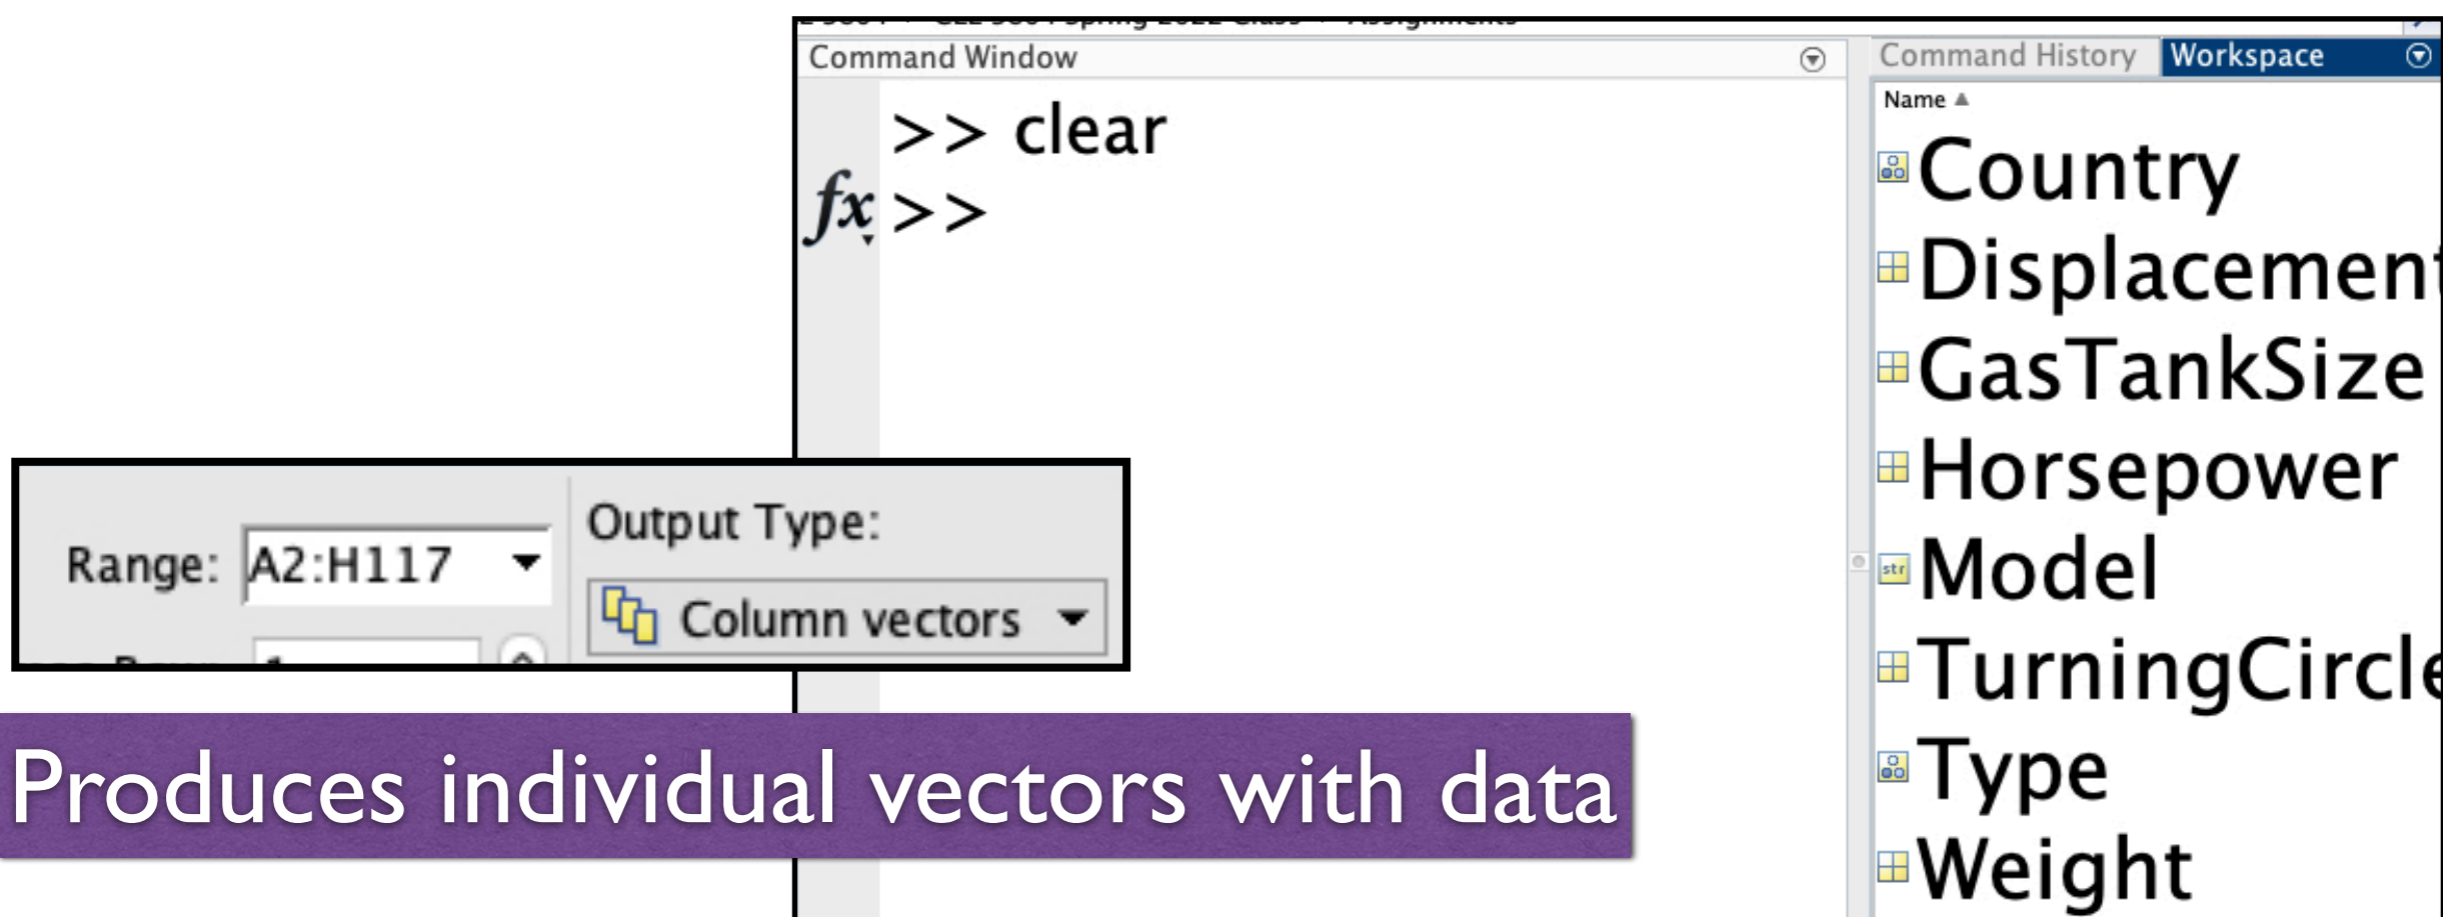 Command Window
>> clear
fx >>
Command History Workspace
Name
Country
Displacement
GasTankSize
Horsepower
str Model
TurningCircle
Type
Weight
Range: A2:H117
Output Type:
Column vectors
Produces individual vectors with data